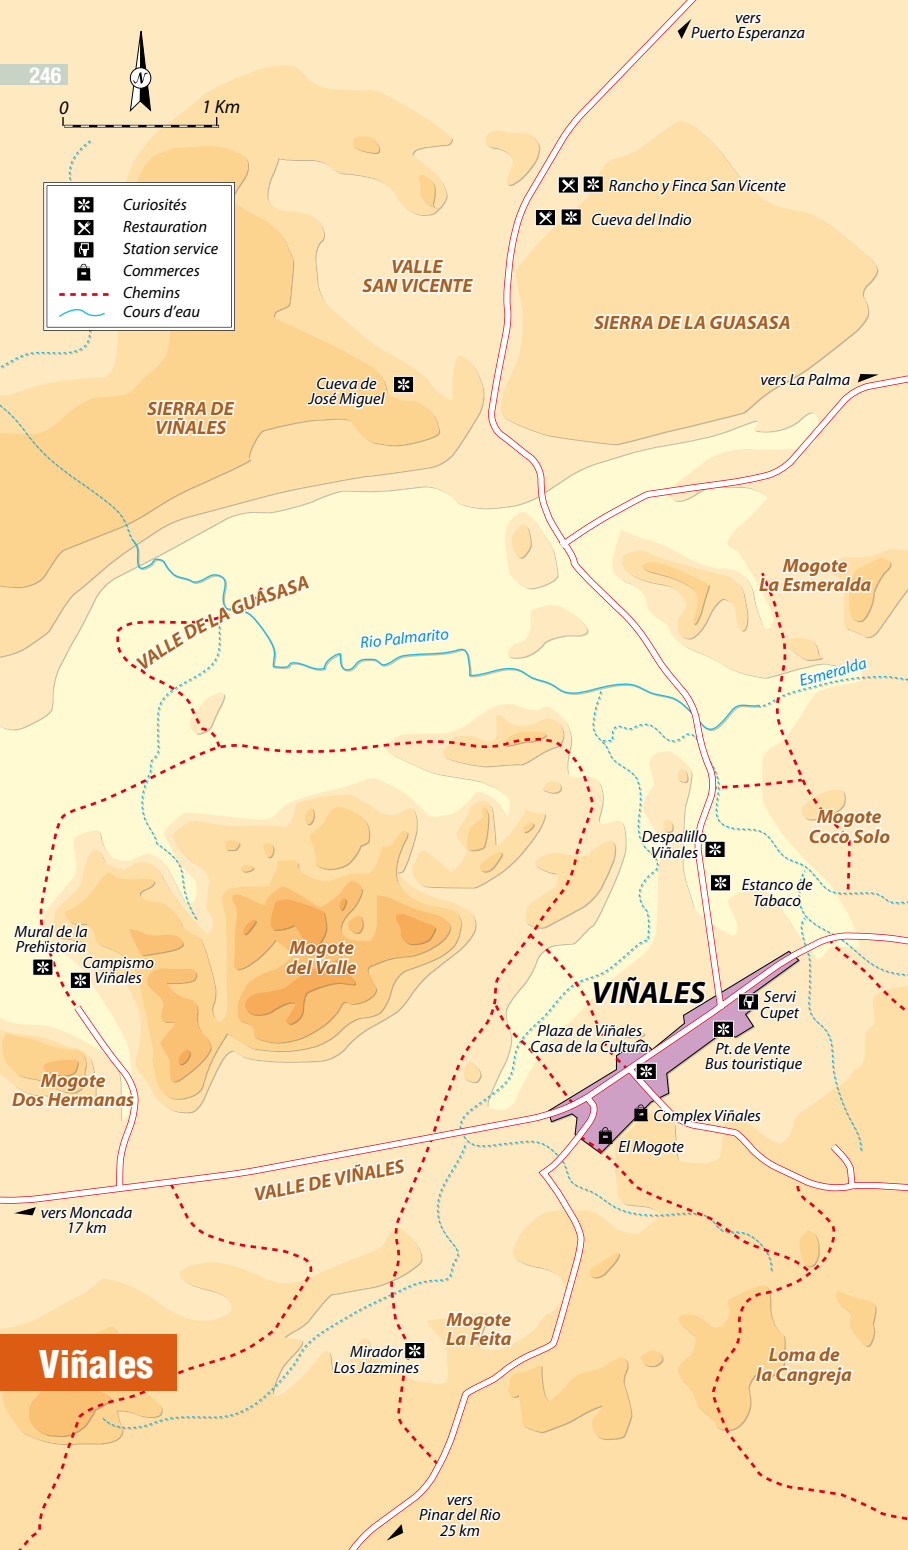 vers
Puerto Esperanza
246
N
0 1 Km
Curiosités
Restauration
Station service
Commerces
Chemins
Cours d’eau
Rancho y Finca San Vicente
Cueva del Indio
VALLE
SAN VICENTE
SIERRA DE LA GUASASA
vers La Palma
Cueva de
José Miguel
SIERRA DE
VIÑALES
Mogote
La Esmeralda
VALLE DE LA GUÁSASA
Rio Palmarito
Esmeralda
Mogote
Coco Solo
Despalillo
Viñales
Estanco de
Tabaco
Mural de la
Prehistoria
Campismo
Viñales
Mogote
del Valle
VIÑALES
Servi
Cupet
Plaza de Viñales
Casa de la Cultura
Pt. de Vente
Bus touristique
Mogote
Dos Hermanas
Complex Viñales
El Mogote
VALLE DE VIÑALES
vers Moncada
17 km
Mogote
La Feita
Mirador
Los Jazmines
Viñales
Loma de
la Cangreja
vers
Pinar del Rio
25 km